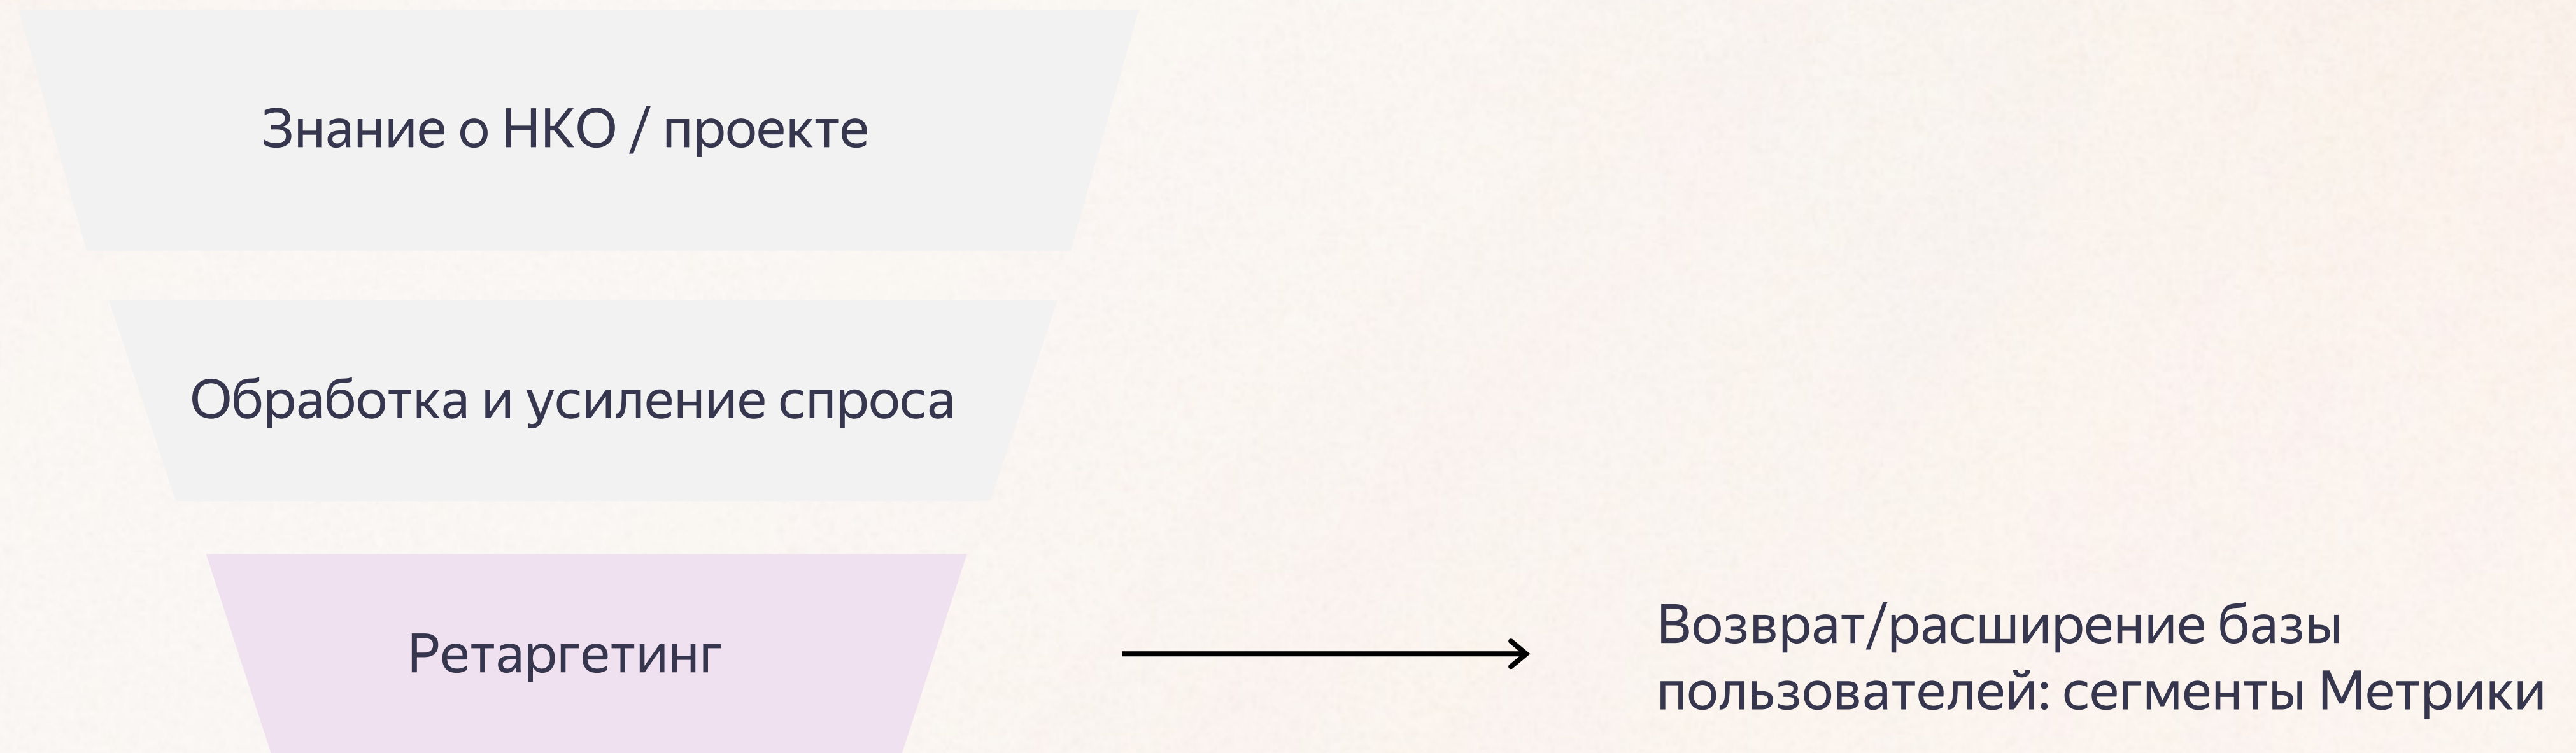 Знание о НКО / проекте
Обработка и усиление спроса
Ретаргетинг
Возврат/расширение базы
пользователей: сегменты Метрики